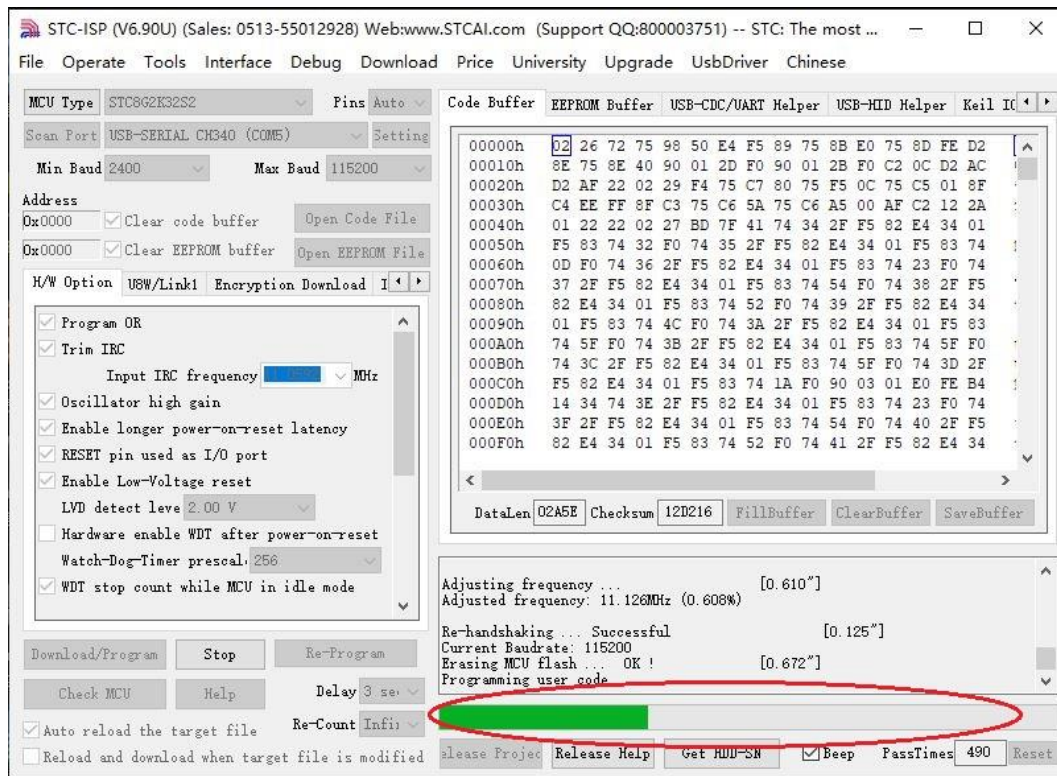 STC-ISP (V6.90U) (Sales: 0513-55012928) Web:www.STCAI.com (Support QQ:800003751) -- STC: The most ...
File Operate Tools Interface Debug Download Price University Upgrade UsbDriver Chinese
MCU Type STC8G2K32S2 Pins Auto
Scan Port USB-SERIAL CH340 (COM5) Setting
Min Baud 2400 Max Baud 115200
Address
0x0000 Clear code buffer Open Code File
0x0000 Clear EEPROM buffer Open EEPROM File
H/W Option U8W/Link1 Encryption Download I
Program OR
Trim IRC
Input IRC frequency 11.0592 MHz
Oscillator high gain
Enable longer power-on-reset latency
RESET pin used as I/O port
Enable Low-Voltage reset
LVD detect leve 2.00 V
Hardware enable WDT after power-on-reset
Watch-Dog-Timer prescal 256
WDT stop count while MCU in idle mode
Download/Program Stop Re-Program
Check MCU Help Delay 3 se
Auto reload the target file Re-Count Infi
Reload and download when target file is modified
Code Buffer EEPROM Buffer USB-CDC/UART Helper USB-HID Helper Keil IC
00000h 02 26 72 75 98 50 E4 F5 89 75 8B E0 75 8D FE D2
00010h 8E 75 8E 40 90 01 2D F0 90 01 2B F0 C2 0C D2 AC
00020h D2 AF 22 02 29 F4 75 C7 80 75 F5 0C 75 C5 01 8F
00030h C4 EE FF 8F C3 75 C6 5A 75 C6 A5 00 AF C2 12 2A
00040h 01 22 22 02 27 BD 7F 41 74 34 2F F5 82 E4 34 01
00050h F5 83 74 32 F0 74 35 2F F5 82 E4 34 01 F5 83 74
00060h 0D F0 74 36 2F F5 82 E4 34 01 F5 83 74 23 F0 74
00070h 37 2F F5 82 E4 34 01 F5 83 74 54 F0 74 38 2F F5
00080h 82 E4 34 01 F5 83 74 52 F0 74 39 2F F5 82 E4 34
00090h 01 F5 83 74 4C F0 74 3A 2F F5 82 E4 34 01 F5 83
000A0h 74 5F F0 74 3B 2F F5 82 E4 34 01 F5 83 74 5F F0
000B0h 74 3C 2F F5 82 E4 34 01 F5 83 74 5F F0 74 3D 2F
000C0h F5 82 E4 34 01 F5 83 74 1A F0 90 03 01 E0 FE B4
000D0h 14 34 72 74 3E 2F F5 82 E4 34 01 F5 83 74 23 F0 74
000E0h 3F 2F F5 82 E4 34 01 F5 83 74 54 F0 74 40 2F F5
000F0h 82 E4 34 01 F5 83 74 52 F0 74 41 2F F5 82 E4 34
DataLen 02A5E Checksum 12D216 FillBuffer ClearBuffer SaveBuffer
Adjusting frequency ... [0.610"]
Adjusted frequency: 11.126MHz (0.608%)
Re-handshaking ... Successful [0.125"]
Current Baudrate: 115200
Erasing MCU flash ... OK ! [0.672"]
Programming user code
elease Projec Release Help Get HDD-SN Beep PassTimes 490 Reset